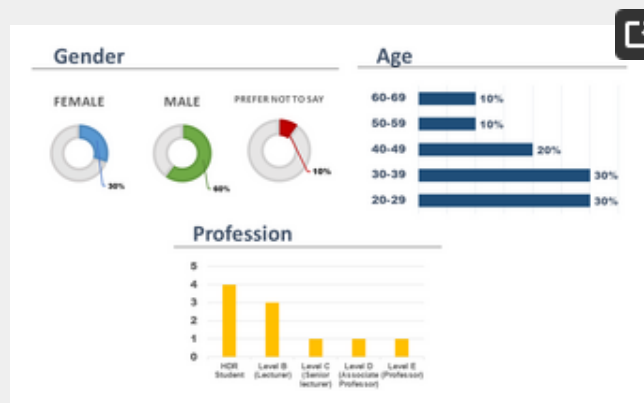 Gender
FEMALE
MALE
PREFER NOT TO SAY
30%
60%
10%
Age
60-69
10%
50-59
10%
40-49
20%
30-39
30%
20-29
30%
Profession
5
4
3
2
1
0
HDR
Student
Level B
(Lecturer)
Level C
(Senior
lecturer)
Level D
(Associate
Professor)
Level E
(Professor)